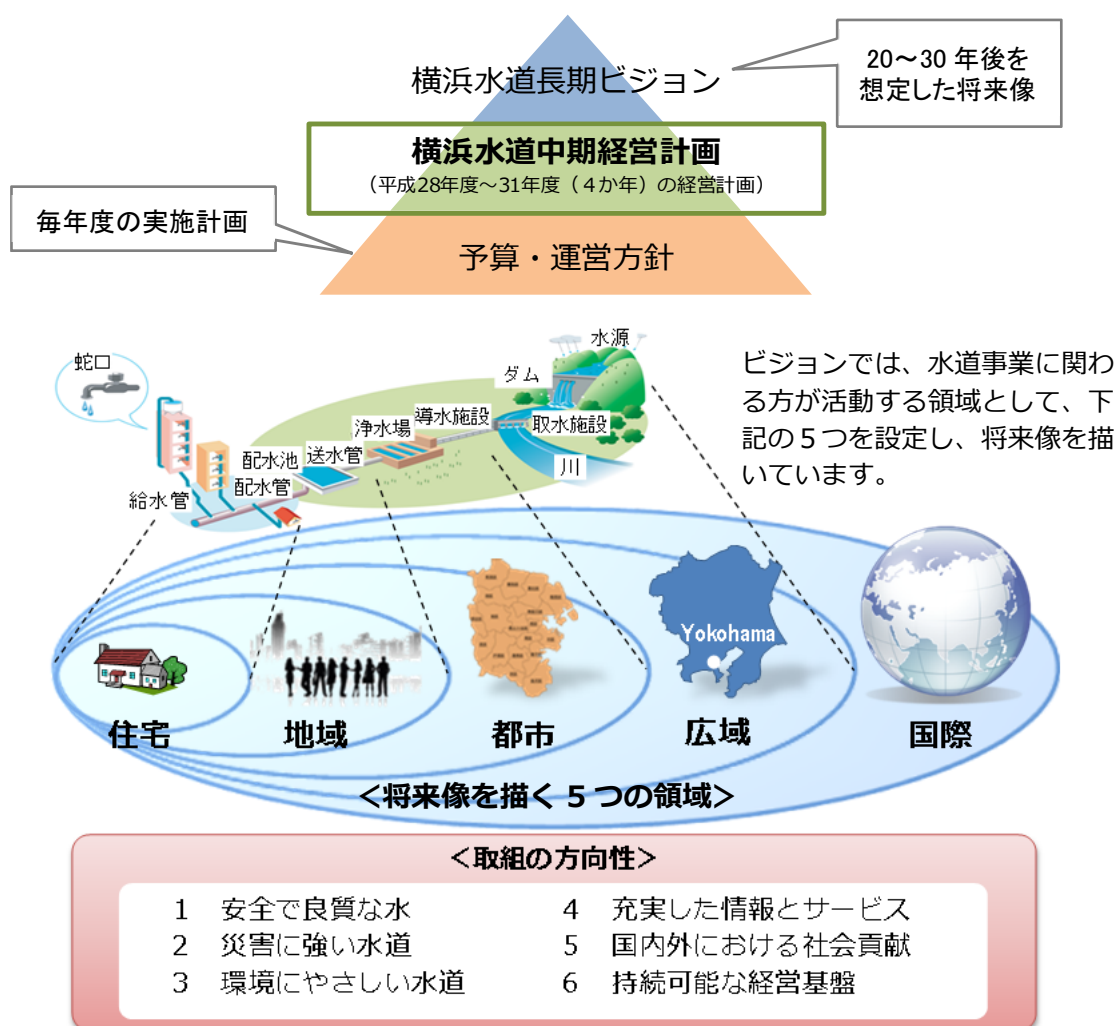 横浜水道長期ビジョン
20～30 年後を
想定した将来像
横浜水道中期経営計画
（平成28年度～31年度（４か年）の経営計画）
毎年度の実施計画
予算・運営方針
蛇口
水源
ダム
導水施設
取水施設
浄水場
送水管
配水池
配水管
川
給水管
ビジョンでは、水道事業に関わ
る方が活動する領域として、下
記の５つを設定し、将来像を描
いています。
Yokohama
住宅
地域
都市
広域
国際
＜将来像を描く 5 つの領域＞
＜取組の方向性＞
1 安全で良質な水
2 災害に強い水道
3 環境にやさしい水道
4 充実した情報とサービス
5 国内外における社会貢献
6 持続可能な経営基盤